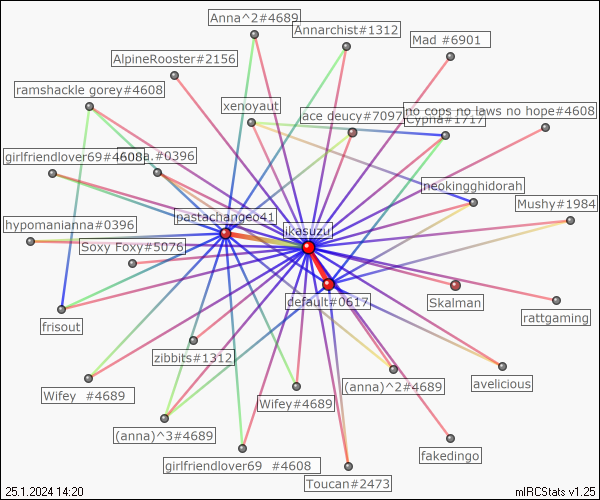 Anna^2#4689
Annarchist#1312
Mad #6901
AlpineRooster#2156
ramshackle gorey#4608
xenoyaut
ace deucy#7097
no cops no laws no hope#4608
#1717
girlfriendlover69#4608
a.#0396
neokingghidorah
Mushy#1984
pastachangeo41
hypomanianna#0396
ikasuzu
Soxy Foxy#5076
default#0617
Skalman
rattgaming
frisout
zibbits#1312
(anna)^2#4689
avelicious
Wifey #4689
Wifey#4689
(anna)^3#4689
fakedingo
girlfriendlover69 #4608
Toucan#2473
25.1.2024 14:20
mIRCStats v1.25